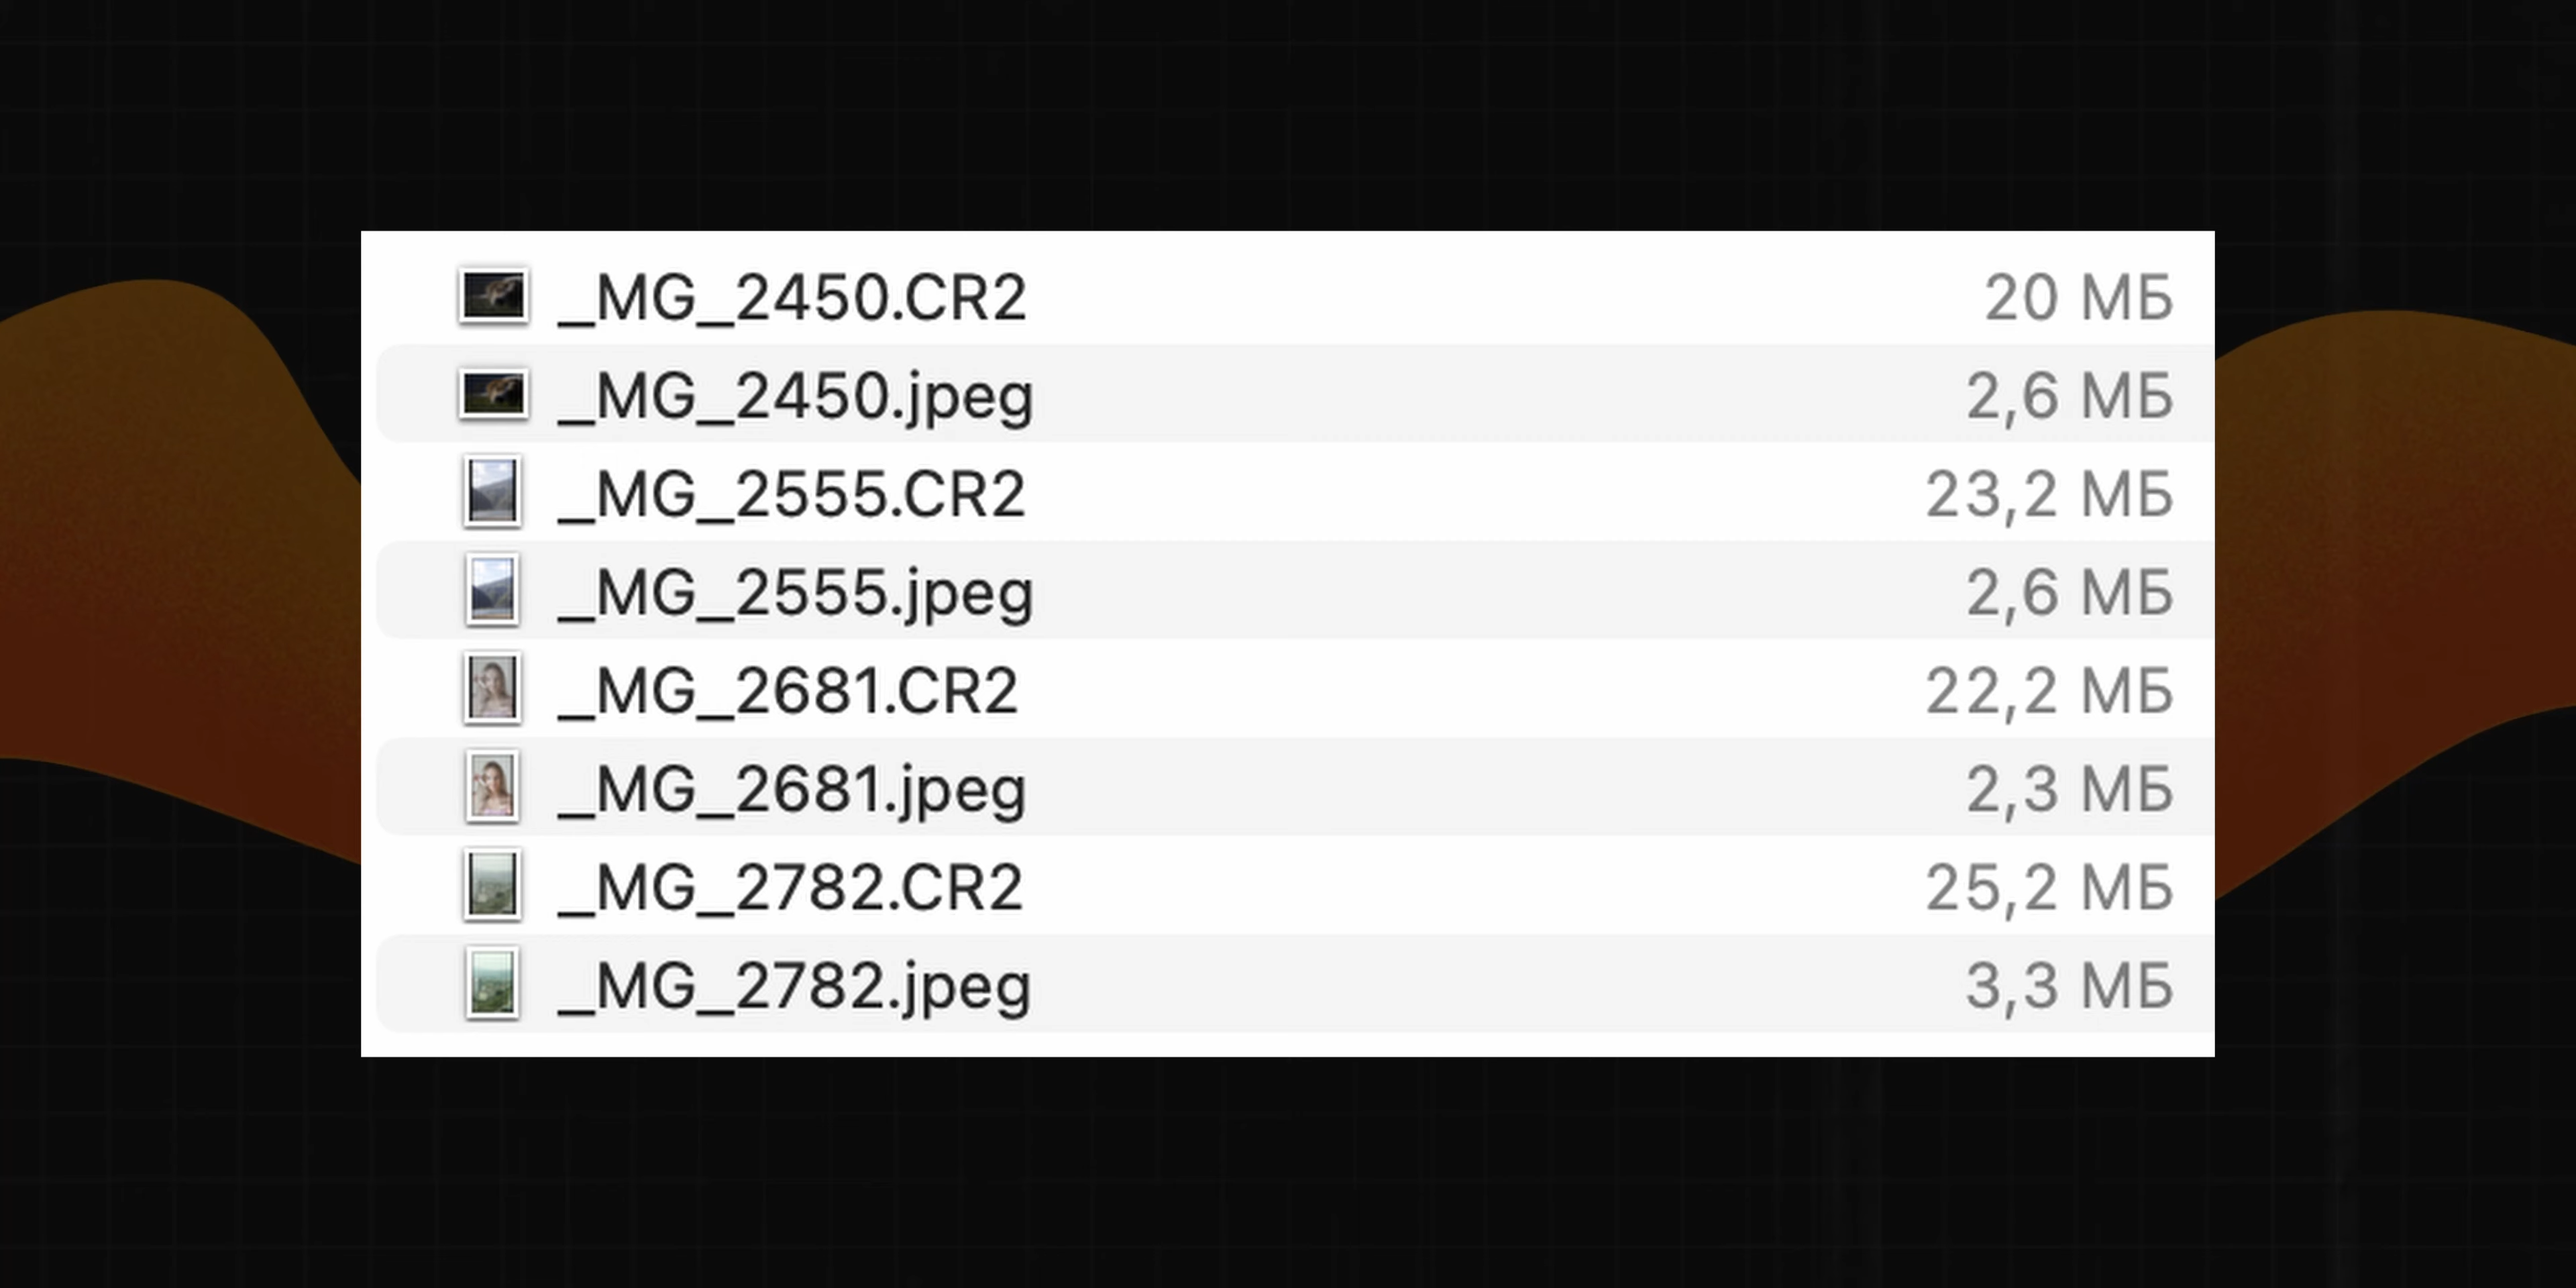 _MG_2450.CR2 20 МБ
_MG_2450.jpeg 2,6 МБ
_MG_2555.CR2 23,2 МБ
_MG_2555.jpeg 2,6 МБ
_MG_2681.CR2 22,2 МБ
_MG_2681.jpeg 2,3 МБ
_MG_2782.CR2 25,2 МБ
_MG_2782.jpeg 3,3 МБ